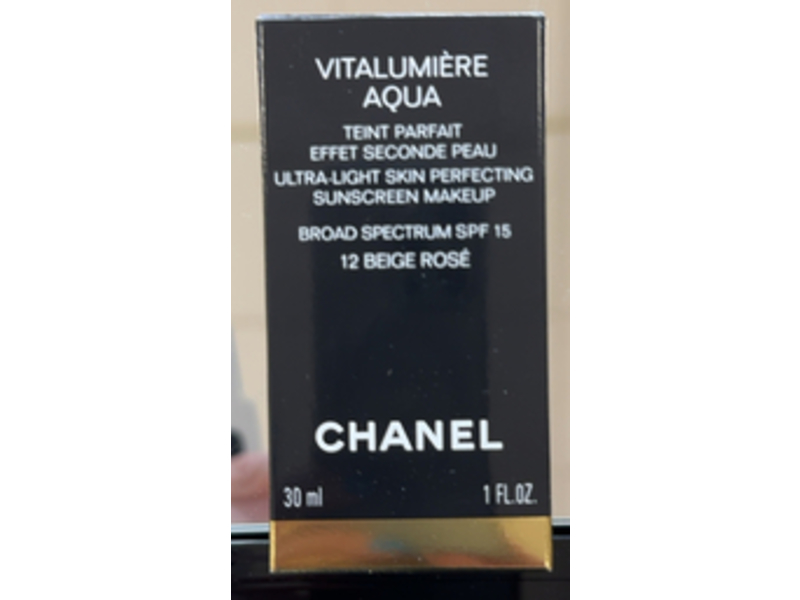 VITALUMIÈRE
AQUA
TEINT PARFAIT
EFFET SECONDE PEAU
ULTRA-LIGHT SKIN PERFECTING
SUNSCREEN MAKEUP
BROAD SPECTRUM SPF 15
12 BEIGE ROSÉ
CHANEL
30 ml 1 FL.OZ.